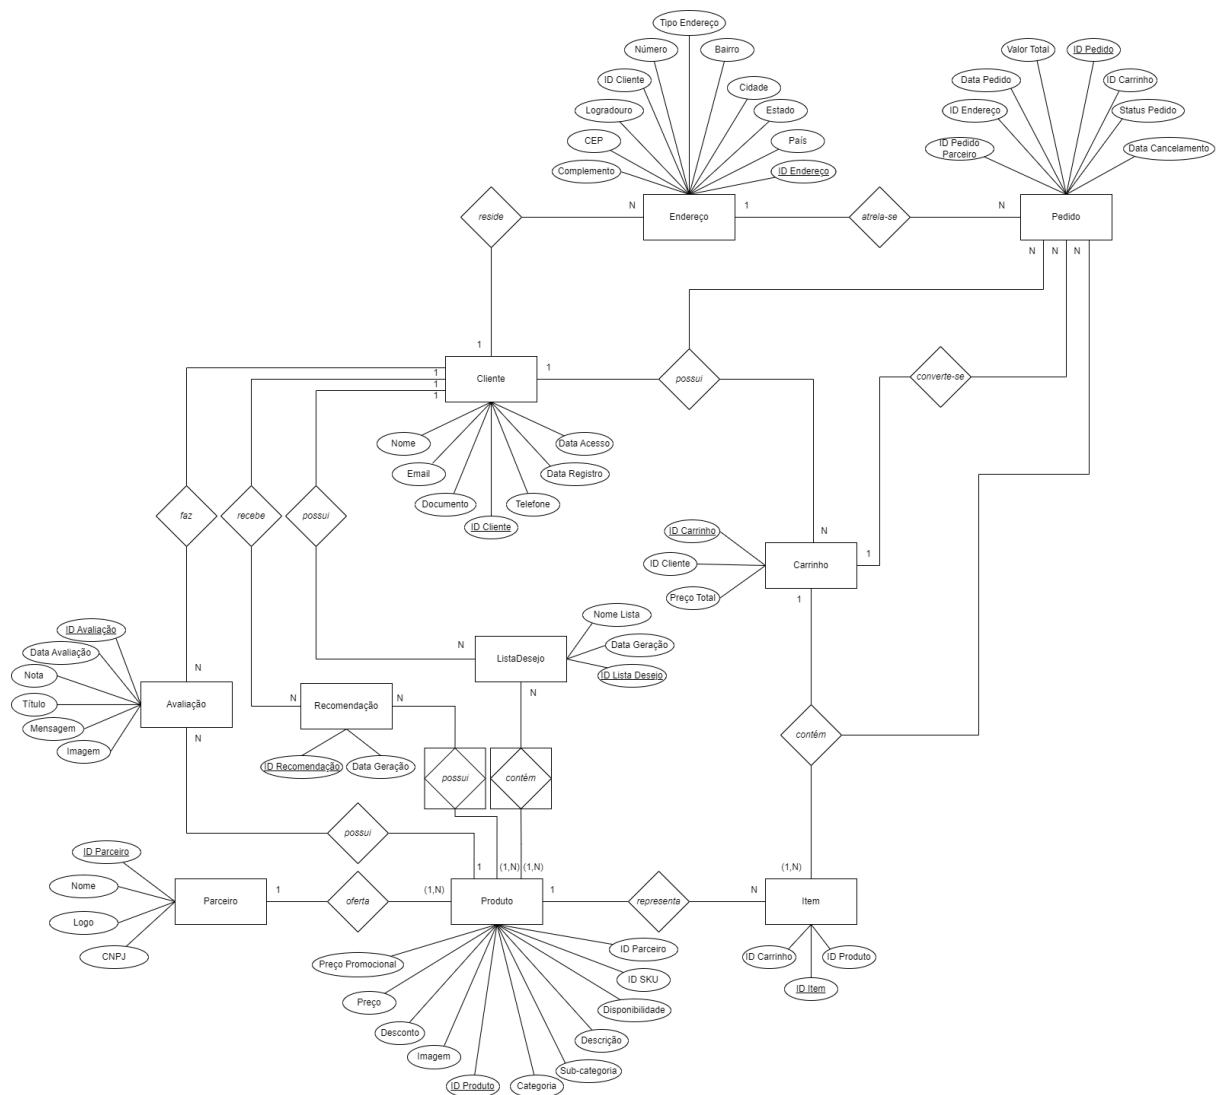 Tipo Endereço
Número
Bairro
ID Cliente
Cidade
Logradouro
Estado
CEP
País
Complemento
ID Endereço
Valor Total
ID Pedido
Data Pedido
ID Carrinho
ID Endereço
Status Pedido
ID Pedido
Parceiro
Data Cancelamento
reside
N
Endereço
1
atrela-se
N
Pedido
N
N
N
1
Cliente
1
1
1
1
possui
converte-se
Nome
Data Acesso
Email
Data Registro
Documento
Telefone
ID Cliente
faz
recebe
possui
N
ID Carrinho
ID Cliente
Preço Total
Carrinho
1
1
Nome Lista
Data Geração
ID Lista Desejo
N
ListaDesejo
N
ID Avaliação
Data Avaliação
Nota
Título
Mensagem
Imagem
N
Avaliação
N
N
Recomendação
N
ID Recomendação
Data Geração
possui
contêm
contêm
possui
ID Parceiro
Nome
Logo
CNPJ
Parceiro
1
oferta
(1,N)
1
(1,N)
(1,N)
Produto
1
representa
N
(1,N)
Item
ID Carrinho
ID Produto
ID Item
Preço Promocional
ID Parceiro
Preço
ID SKU
Desconto
Disponibilidade
Imagem
Descrição
ID Produto
Categoria
Sub-categoria